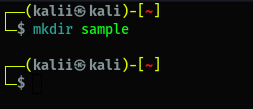 ┌──(kalii㉿kali)-[~]
└─$ mkdir sample
┌──(kalii㉿kali)-[~]
└─$